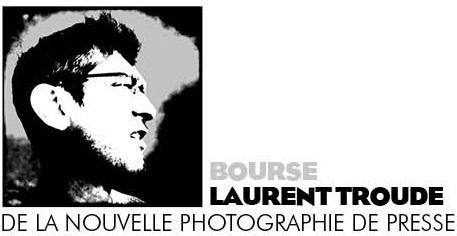 BOURSE
LAURENT TROUDE
DE LA NOUVELLE PHOTOGRAPHIE DE PRESSE